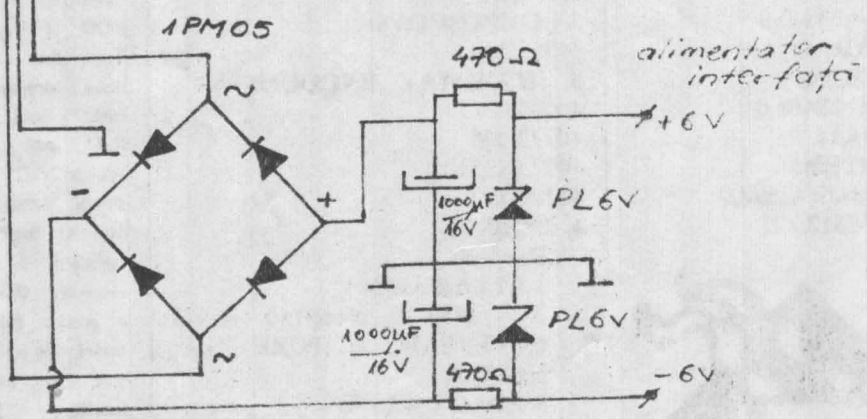 1PM05
~
470Ω
alimentator
interfață
+6V
-
+
1000µF
16V
PL6V
PL6V
1000µF
16V
~
470Ω
-6V